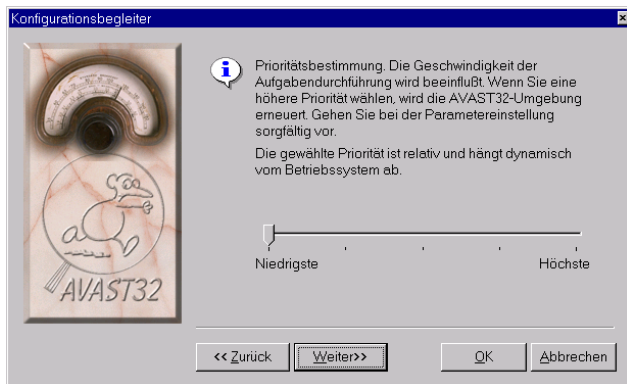 Konfigurationsbegleiter
Prioritätsbestimmung. Die Geschwindigkeit der
Aufgabendurchführung wird beeinflußt. Wenn Sie eine
höhere Priorität wählen, wird die AVAST32-Umgebung
erneuert. Gehen Sie bei der Parametereinstellung
sorgfältig vor.
Die gewählte Priorität ist relativ und hängt dynamisch
vom Betriebssystem ab.
Niedrigste
Höchste
AVAST32
<< Zurück
Weiter>>
OK
Abbrechen